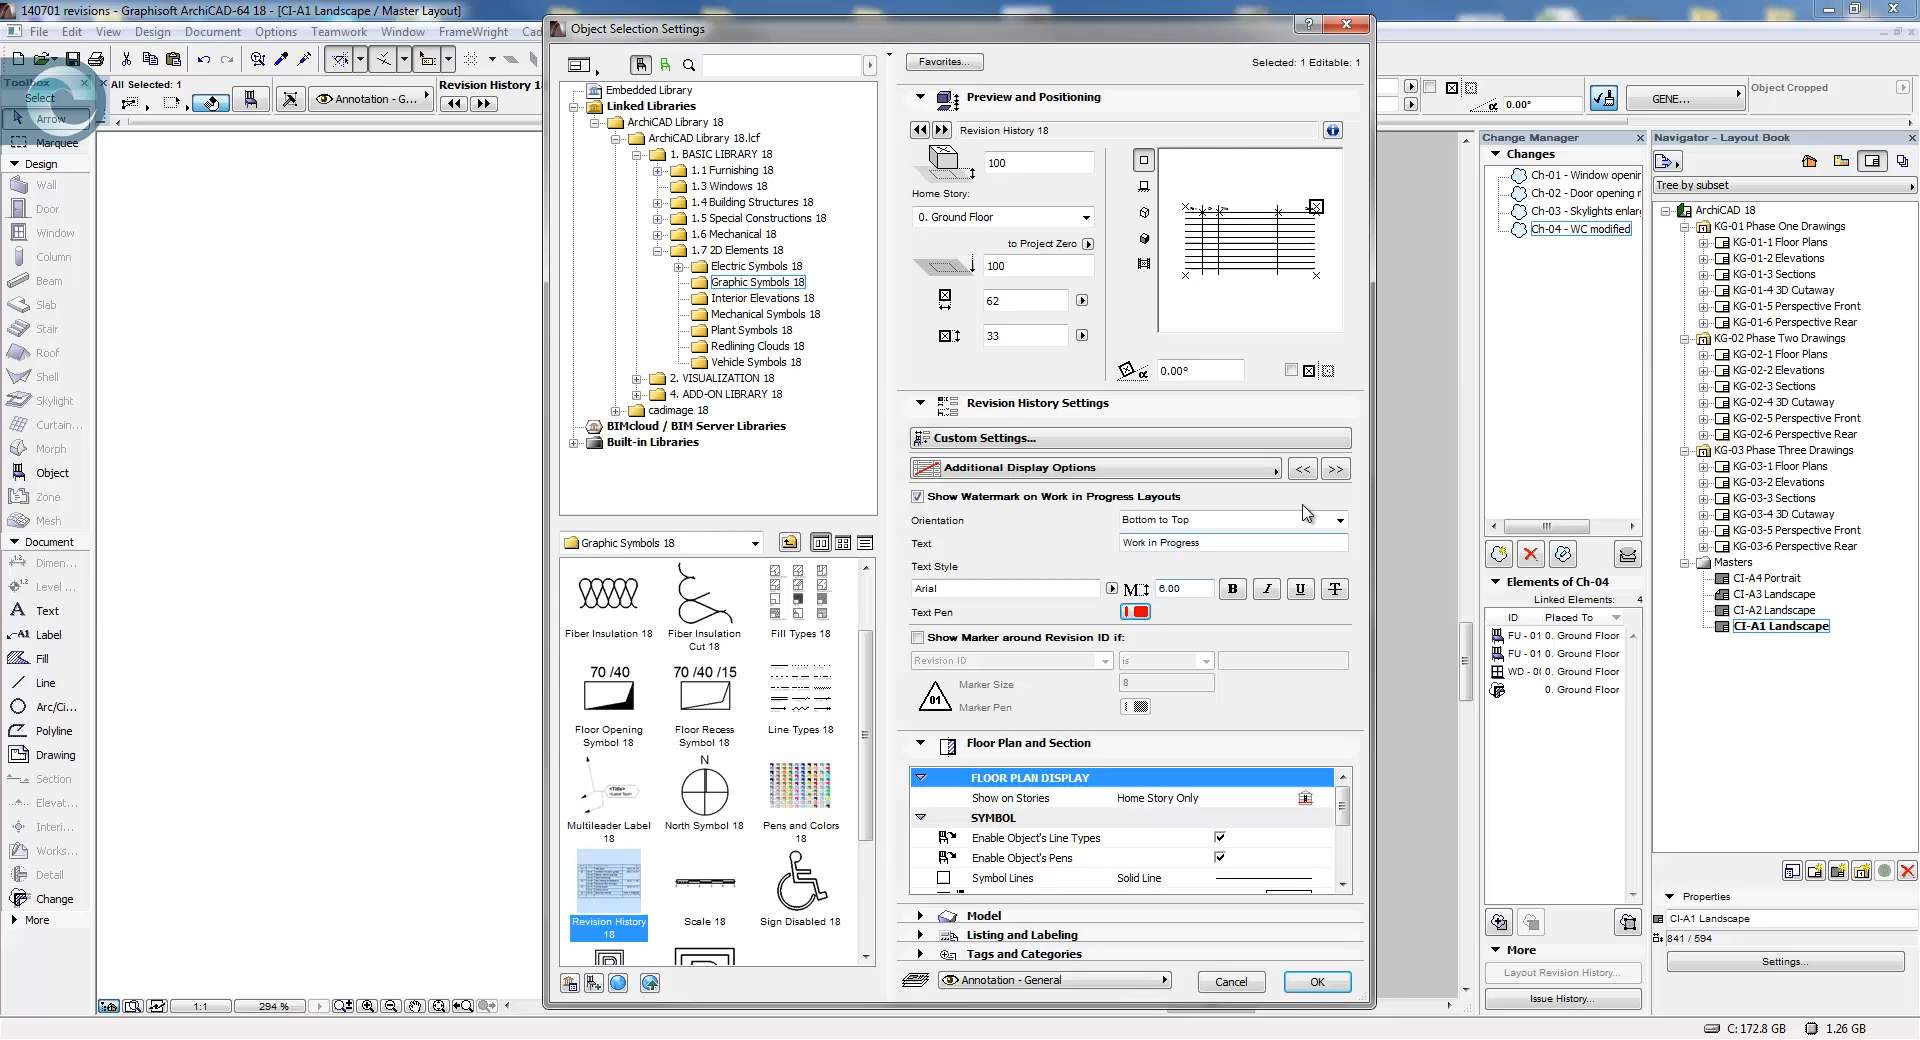 140701 revisions - Graphisoft ArchiCAD-64 18 - [CI-A1 Landscape / Master Layout]
File Edit View Design Document Options Teamwork Window FrameWright
Toolbox
Select
Arrow
Marquee
Design
Wall
Door
Window
Column
Beam
Slab
Stair
Roof
Shell
Skylight
Curtain...
Morph
Object
Zone
Mesh
Document
Dimen...
Level ...
Text
Label
Fill
Line
Arc/Ci...
Polyline
Drawing
Section
Elevat...
Interi...
Works...
Detail
Change
More
All Selected: 1
Annotation - G...
Revision History 1
1:1
294 %
Object Selection Settings
Embedded Library
Linked Libraries
ArchiCAD Library 18
ArchiCAD Library 18.lcf
1. BASIC LIBRARY 18
1.1 Furnishing 18
1.3 Windows 18
1.4 Building Structures 18
1.5 Special Constructions 18
1.6 Mechanical 18
1.7 2D Elements 18
Electric Symbols 18
Graphic Symbols 18
Interior Elevations 18
Mechanical Symbols 18
Plant Symbols 18
Redlining Clouds 18
Vehicle Symbols 18
2. VISUALIZATION 18
4. ADD-ON LIBRARY 18
cadimage 18
BIMcloud / BIM Server Libraries
Built-in Libraries
Graphic Symbols 18
Fiber Insulation 18
Fiber Insulation Cut 18
Fill Types 18
70 /40
70 /40 /15
Floor Opening Symbol 18
Floor Recess Symbol 18
Line Types 18
N
Multileader Label 18
North Symbol 18
Pens and Colors 18
Revision History 18
Scale 18
Sign Disabled 18
Favorites...
Selected: 1 Editable: 1
Preview and Positioning
Revision History 18
100
Home Story:
0. Ground Floor
to Project Zero
100
62
33
0.00°
Revision History Settings
Custom Settings...
Additional Display Options
<< >>
Show Watermark on Work in Progress Layouts
Orientation Bottom to Top
Text Work in Progress
Text Style
Arial 6.00 B I U T
Text Pen
Show Marker around Revision ID if:
Revision ID is
01
Marker Size 8
Marker Pen
Floor Plan and Section
FLOOR PLAN DISPLAY
Show on Stories Home Story Only
SYMBOL
Enable Object's Line Types
Enable Object's Pens
Symbol Lines Solid Line
Model
Listing and Labeling
Tags and Categories
Annotation - General
Cancel
OK
0.00°
GENE...
Object Cropped
Change Manager
Changes
Ch-01 - Window openir
Ch-02 - Door opening r
Ch-03 - Skylights enlar
Ch-04 - WC modified
Elements of Ch-04
Linked Elements: 4
ID Placed To
FU - 01 0. Ground Floor
FU - 01 0. Ground Floor
WD - 0 0. Ground Floor
0. Ground Floor
More
Layout Revision History...
Issue History...
Navigator - Layout Book
Tree by subset
ArchiCAD 18
KG-01 Phase One Drawings
KG-01-1 Floor Plans
KG-01-2 Elevations
KG-01-3 Sections
KG-01-4 3D Cutaway
KG-01-5 Perspective Front
KG-01-6 Perspective Rear
KG-02 Phase Two Drawings
KG-02-1 Floor Plans
KG-02-2 Elevations
KG-02-3 Sections
KG-02-4 3D Cutaway
KG-02-5 Perspective Front
KG-02-6 Perspective Rear
KG-03 Phase Three Drawings
KG-03-1 Floor Plans
KG-03-2 Elevations
KG-03-3 Sections
KG-03-4 3D Cutaway
KG-03-5 Perspective Front
KG-03-6 Perspective Rear
Masters
CI-A4 Portrait
CI-A3 Landscape
CI-A2 Landscape
CI-A1 Landscape
Properties
CI-A1 Landscape
841 / 594
Settings...
C: 172.8 GB
1.26 GB